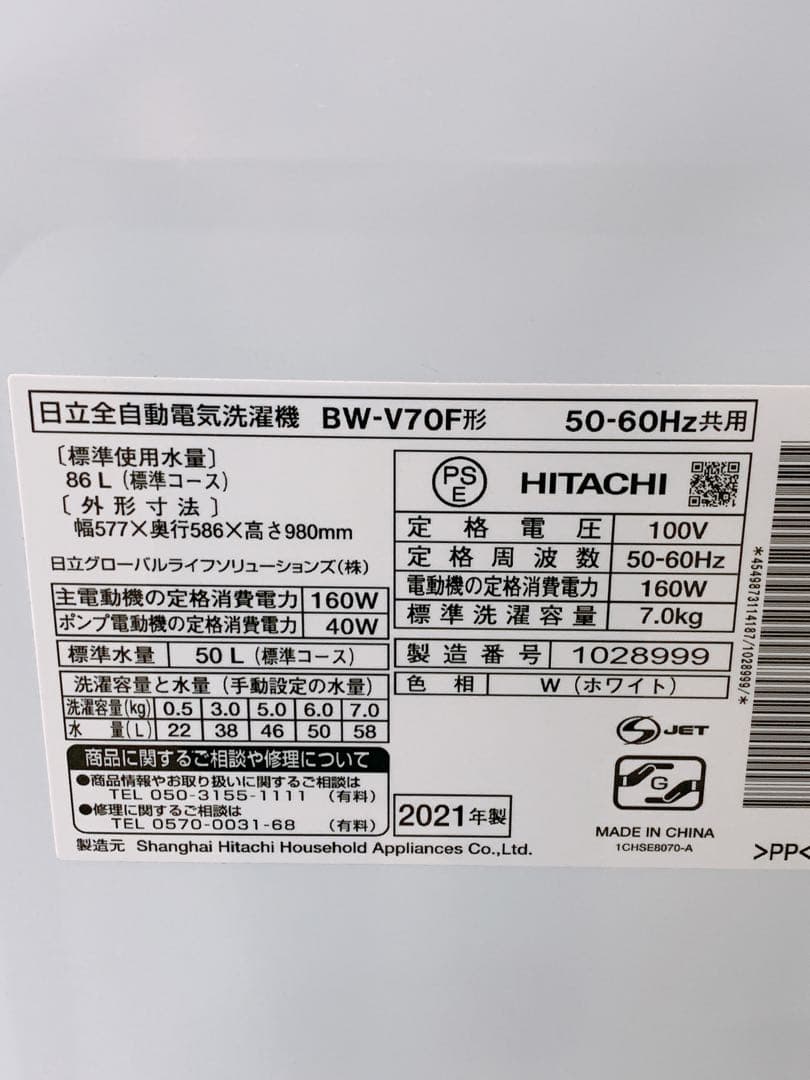 日立全自動電気洗濯機 BW-V70F形 50-60Hz共用
〔標準使用水量〕
86 L (標準コース)
〔外形寸法〕
幅577×奥行586×高さ980mm
日立グローバルライフソリューションズ(株)
主電動機の定格消費電力 160W
ポンプ電動機の定格消費電力 40W
標準水量 50 L (標準コース)
洗濯容量と水量 (手動設定の水量)
洗濯容量(kg) 0.5 3.0 5.0 6.0 7.0
水量(L) 22 38 46 50 58
商品に関するご相談や修理について
●商品情報やお取り扱いに関するご相談は
TEL 050-3155-1111 (有料)
●修理に関するご相談は
TEL 0570-0031-68 (有料)
製造元 Shanghai Hitachi Household Appliances Co.,Ltd.
PS
E
HITACHI
定格電圧 100V
定格周波数 50-60Hz
電動機の定格消費電力 160W
標準洗濯容量 7.0kg
製造番号 1028999
色相 W (ホワイト)
S JET
G
2021年製
MADE IN CHINA
1CHSE8070-A
>PP<
*4549873114187/1028999/*